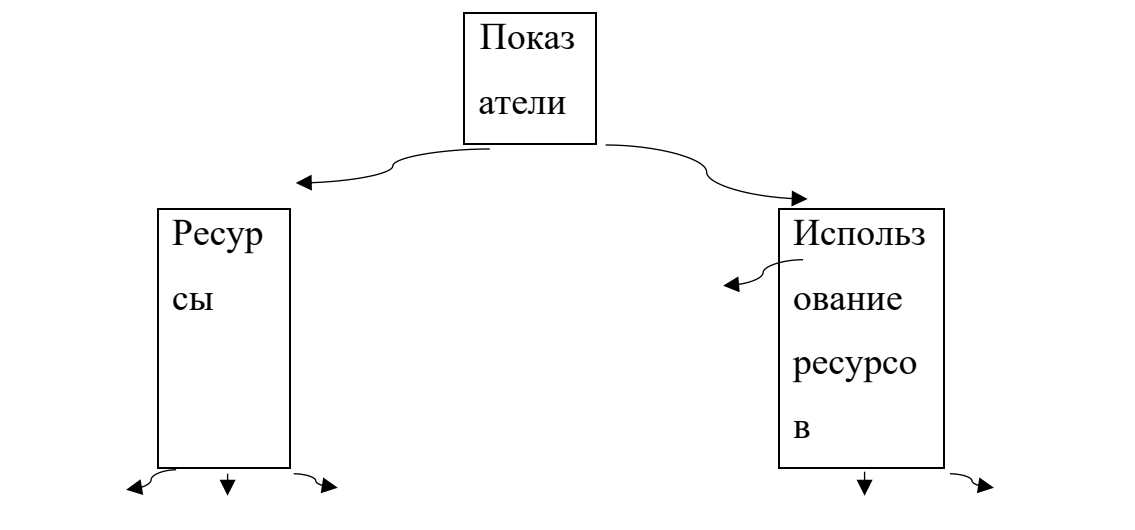 Показ
атели
Ресур
сы
Использ
ование
ресурсо
в